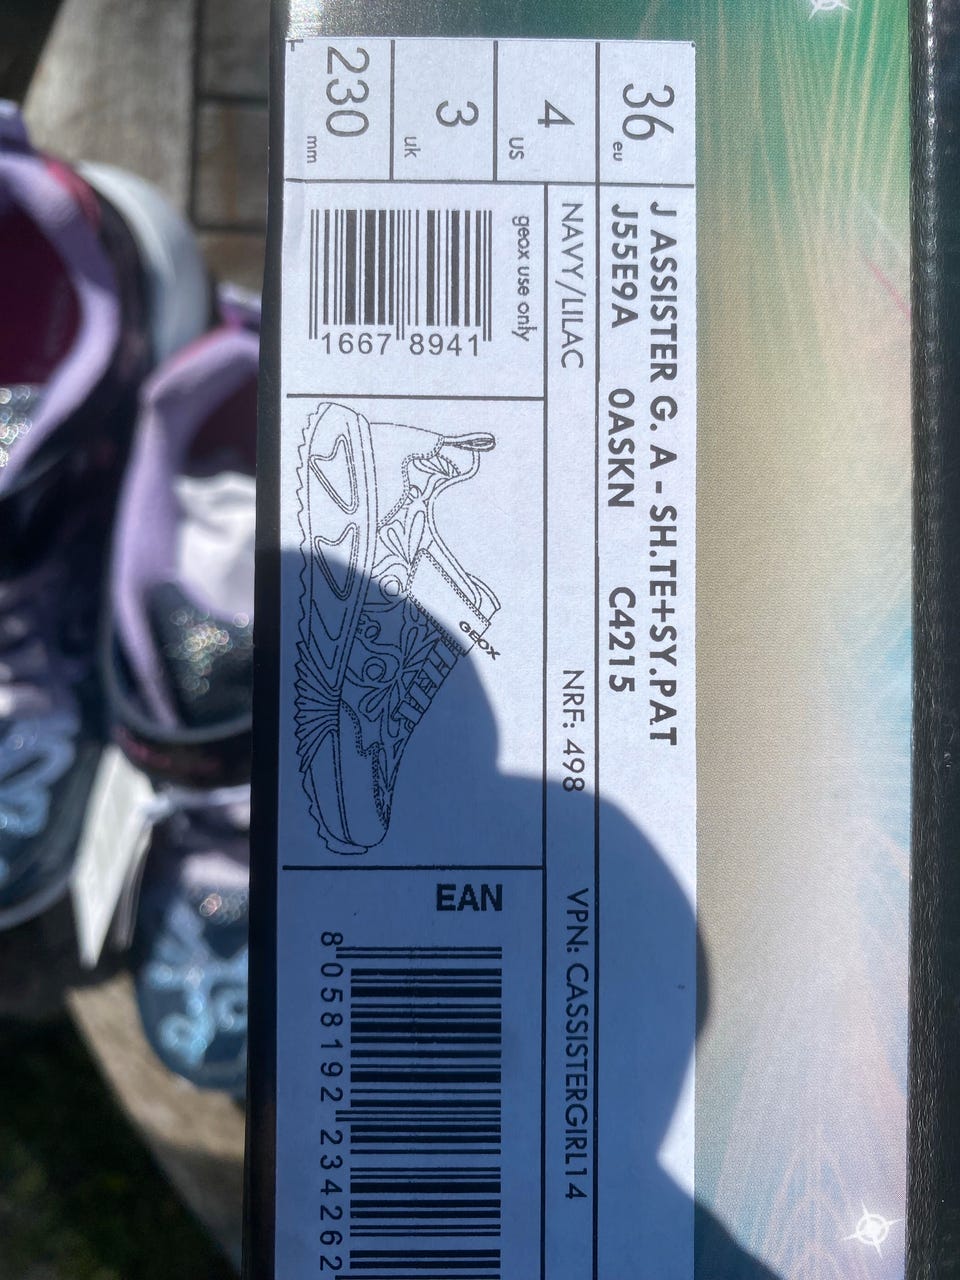 36 eu
J ASSISTER G. A - SH.TE+SY.PAT
J55E9A 0ASKN C4215
4 US
3 uk
230 mm
NAVY/LILAC NRF: 498 VPN: CASSISTERGIRL14
geox use only
1667 8941
GEOX
EAN
8 058192 234262